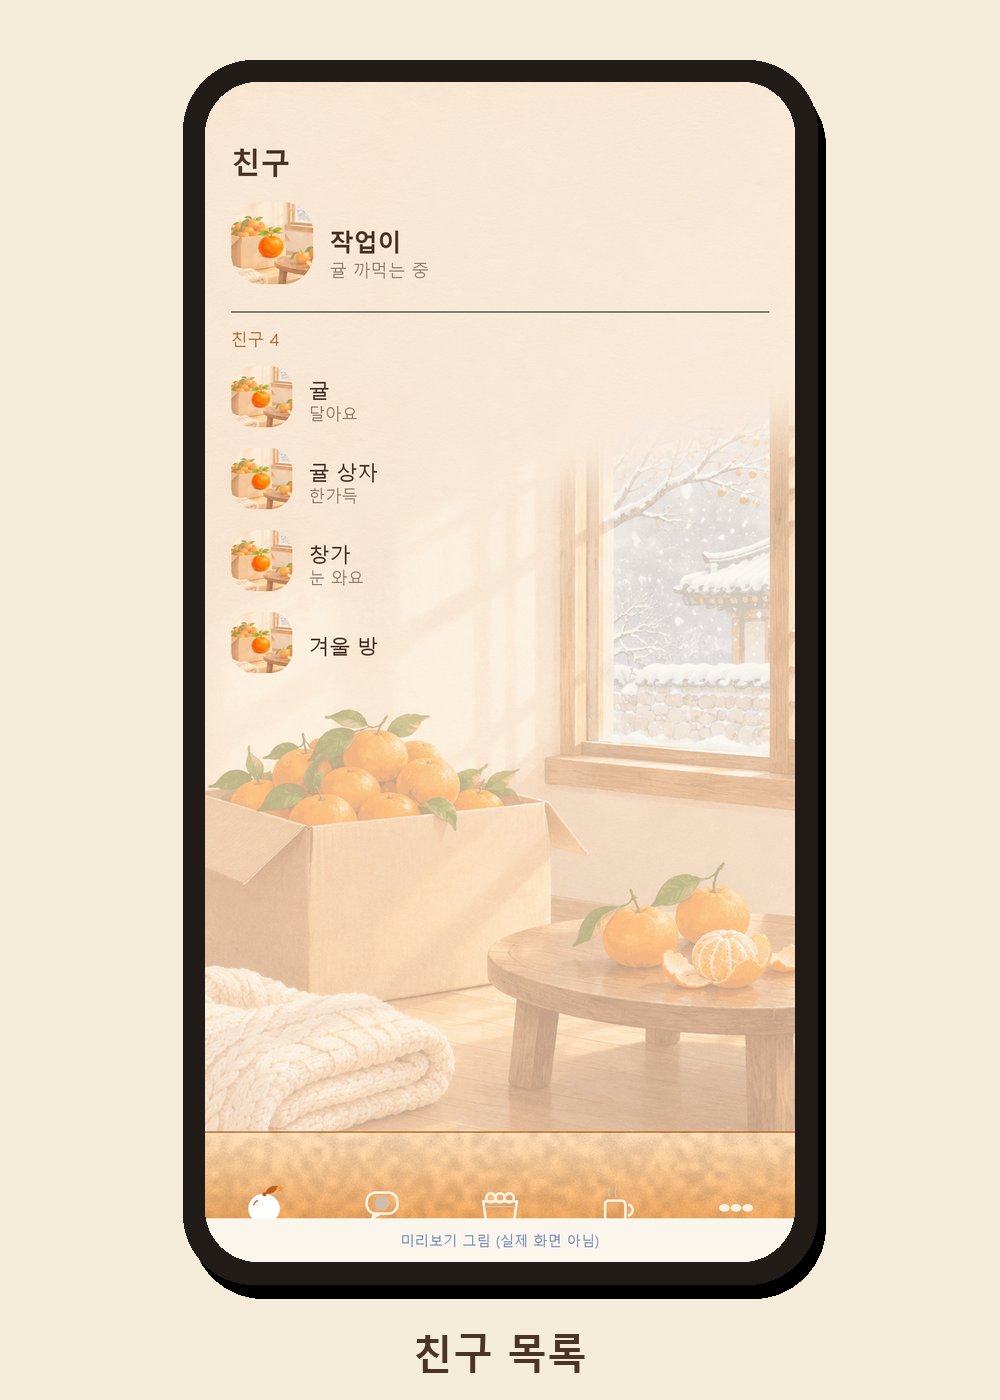 친구
작업이
귤 까먹는 중
친구 4
귤
달아요
귤 상자
한가득
창가
눈 와요
겨울 방
미리보기 그림 (실제 화면 아님)
친구 목록